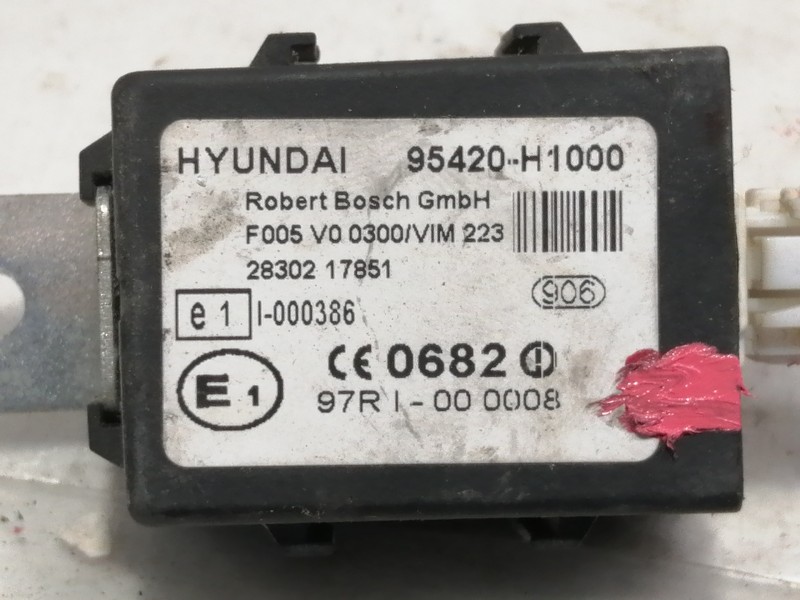 HYUNDAI 95420-H1000
Robert Bosch GmbH
F005 V0 0300/VIM 223
28302 17851
906
e 1 I-000386
CE 0682
E 1
97R I-00 0008